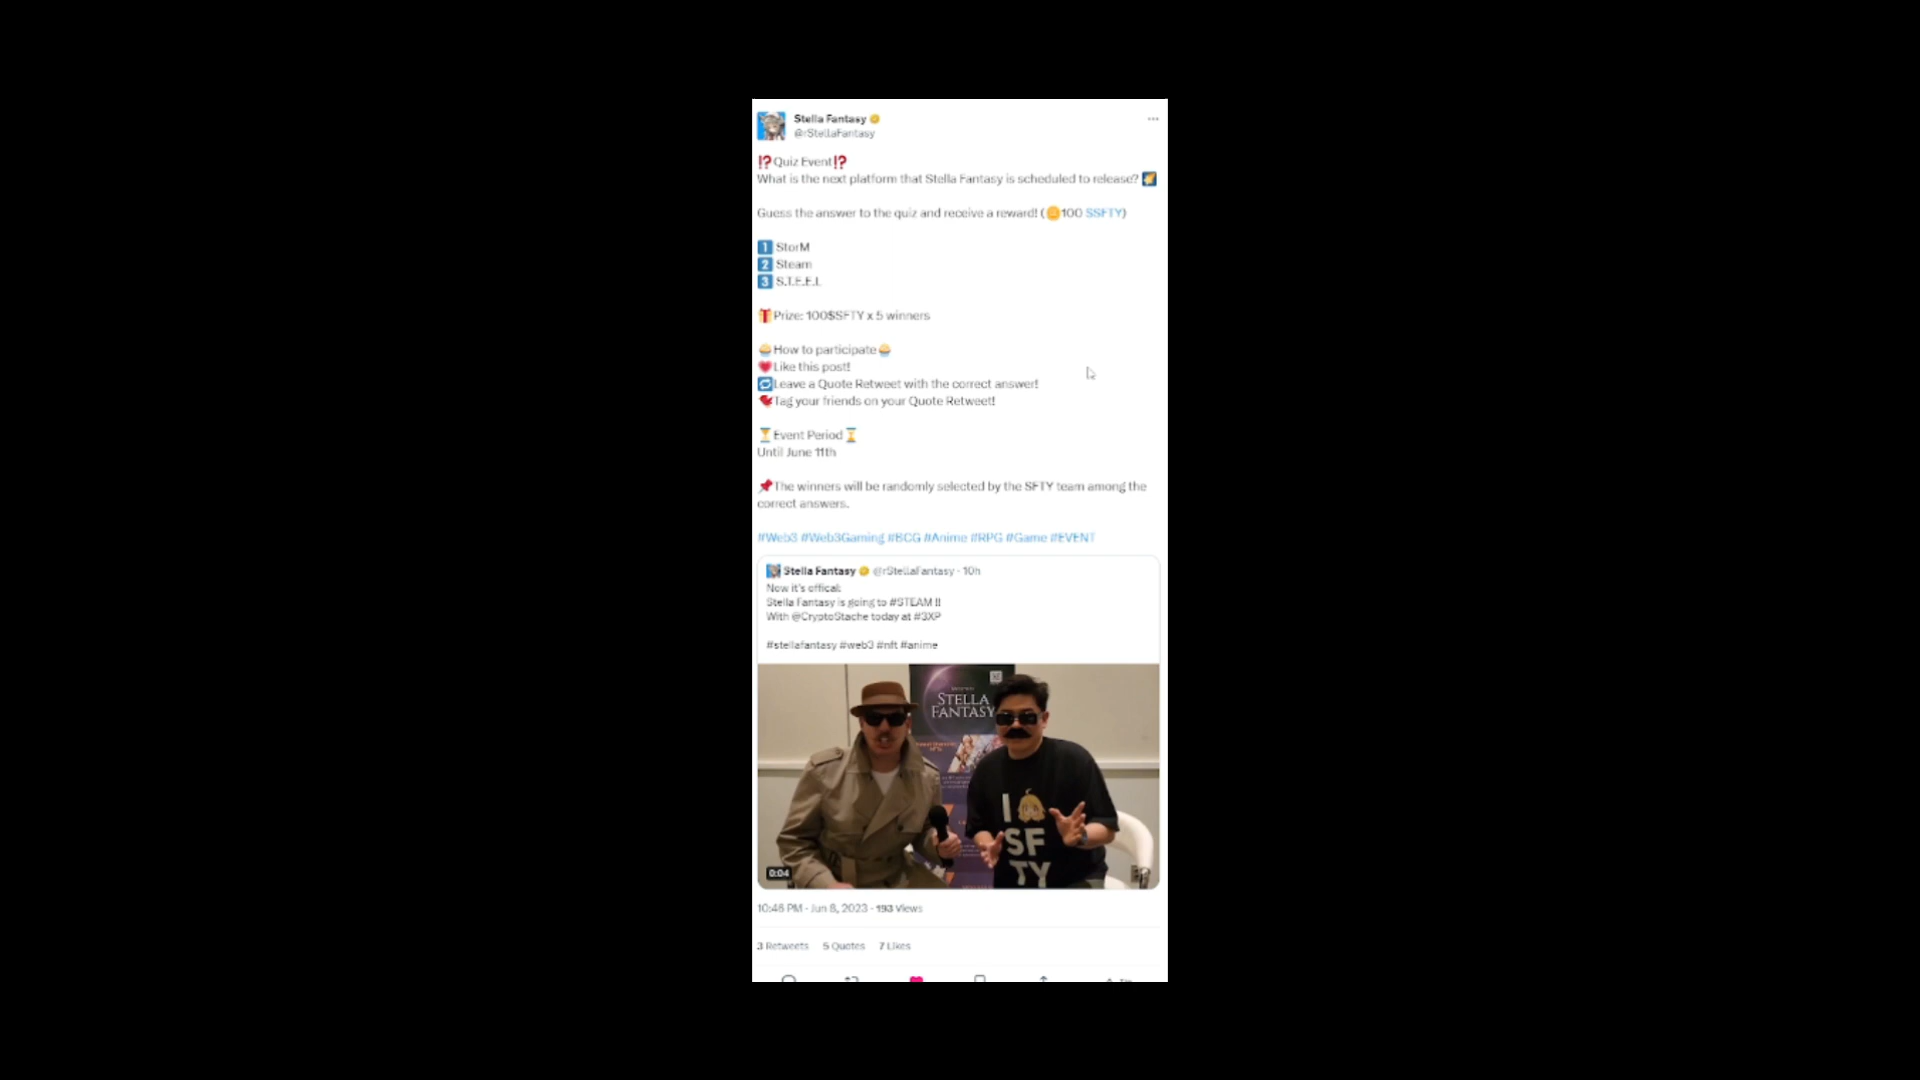 Stella Fantasy
@rStellaFantasy
⁉️Quiz Event⁉️
What is the next platform that Stella Fantasy is scheduled to release?
Guess the answer to the quiz and receive a reward! (🪙100 $SFTY)
1 StorM
2 Steam
3 S.T.E.E.L
🎁Prize: 100$SFTY x 5 winners
How to participate
Like this post!
Leave a Quote Retweet with the correct answer!
Tag your friends on your Quote Retweet!
⏳Event Period⏳
Until June 11th
📌The winners will be randomly selected by the SFTY team among the
correct answers.
#Web3 #Web3Gaming #BCG #Anime #RPG #Game #EVENT
Stella Fantasy @rStellaFantasy · 10h
Now it's offical:
Stella Fantasy is going to #STEAM !!
With @CryptoStache today at #3XP
#stellafantasy #web3 #nft #anime
STELLA
FANTASY
I
SF
TY
0:04
10:46 PM · Jun 8, 2023 · 193 Views
3 Retweets 5 Quotes 7 Likes